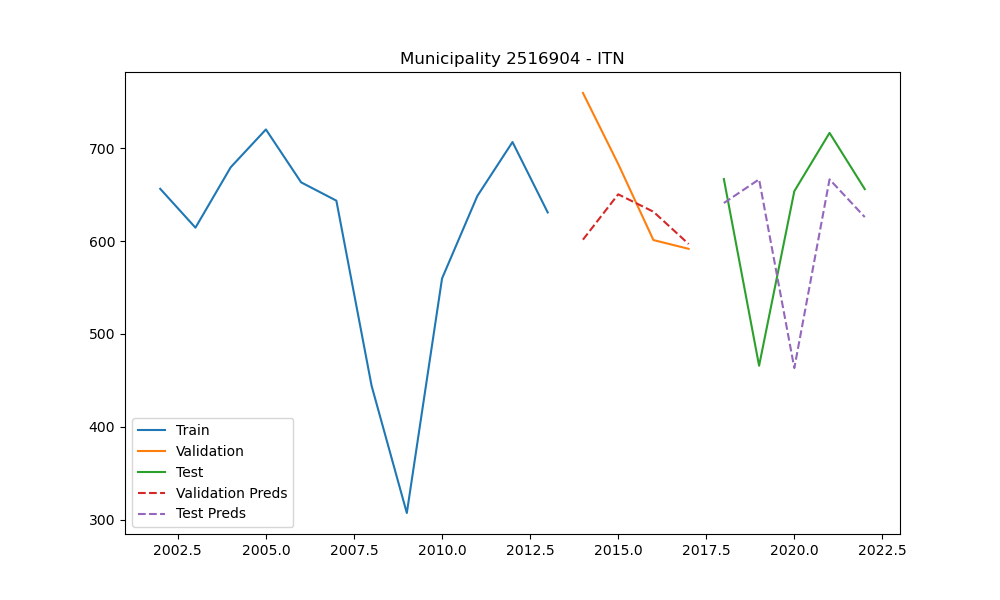 Municipality 2516904 - ITN
700
600
500
400
300
Train
Validation
Test
Validation Preds
Test Preds
2002.5 2005.0 2007.5 2010.0 2012.5 2015.0 2017.5 2020.0 2022.5